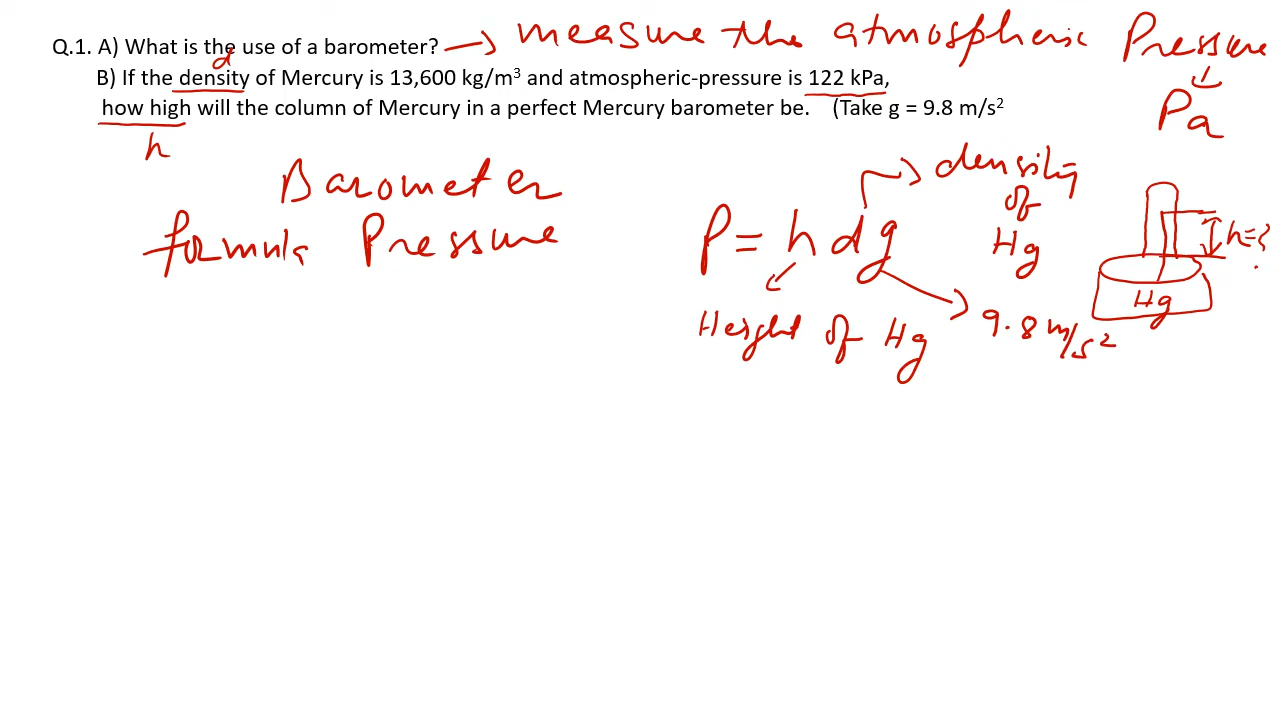 Q.1. A) What is the use of a barometer? → measure the atmospheric Pressure
d
B) If the density of Mercury is 13,600 kg/m³ and atmospheric-pressure is 122 kPa,
how high will the column of Mercury in a perfect Mercury barometer be. (Take g = 9.8 m/s²
Pa
h
Barometer
formula Pressure
P = h d g
density
of
Hg
h=?
Hg
Height of Hg
9.8 m/s²